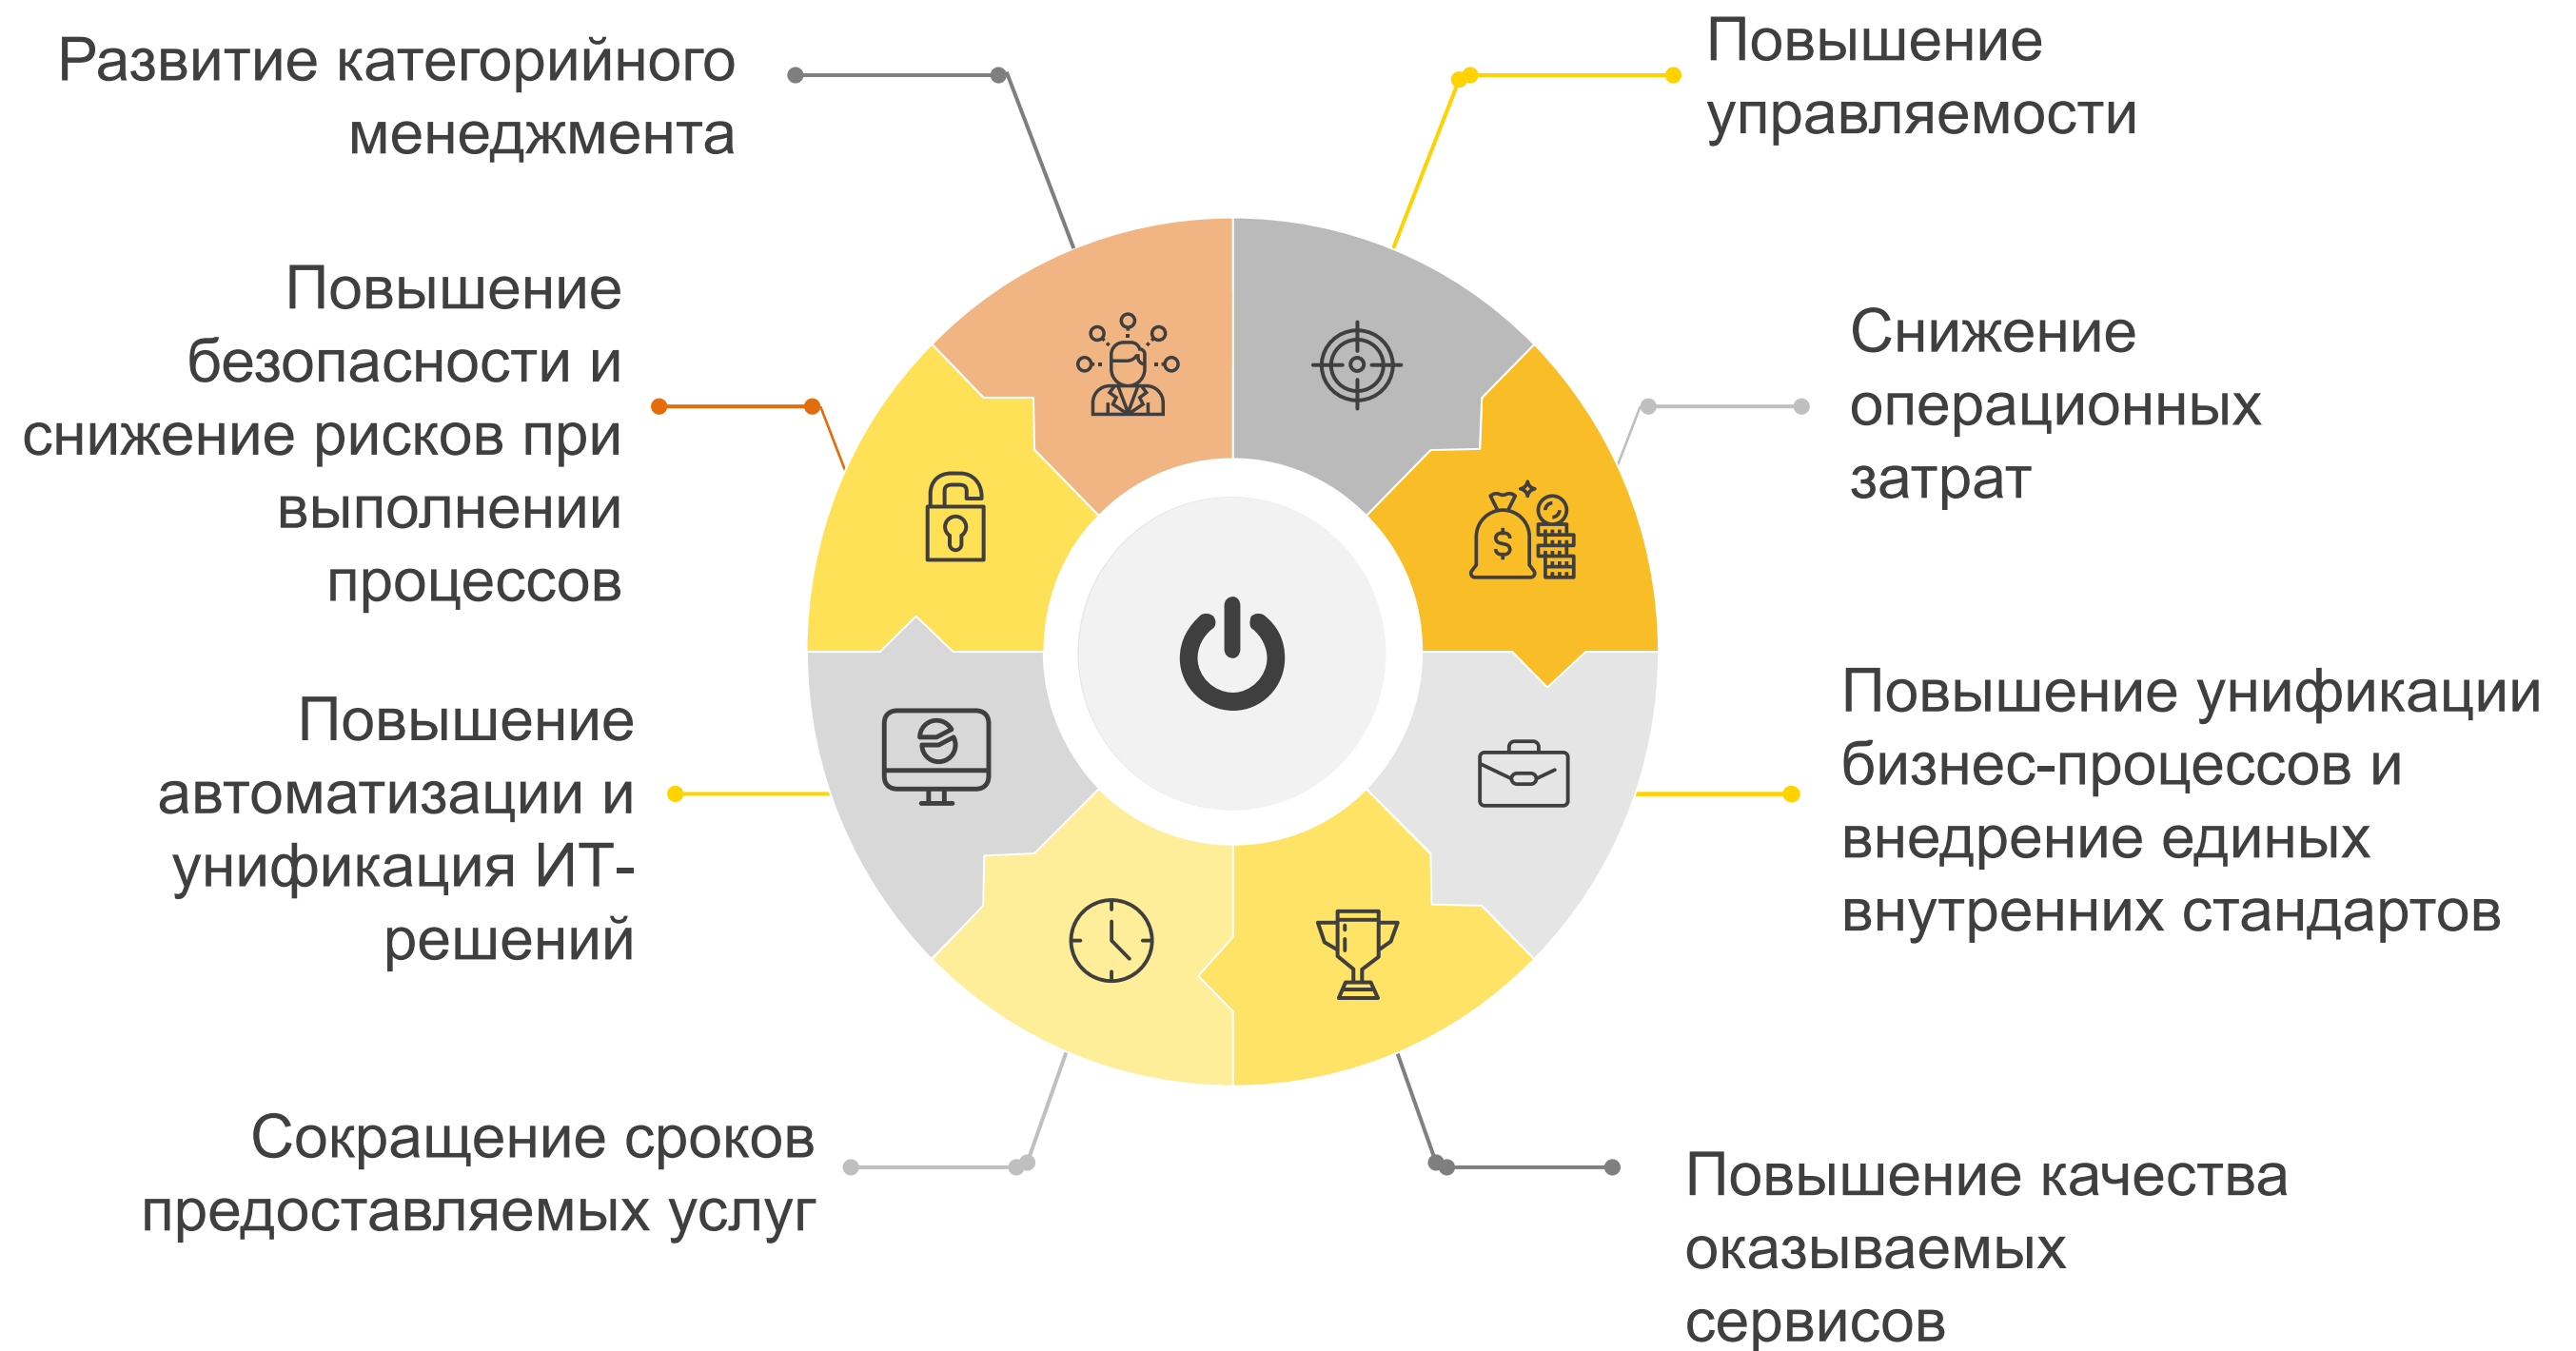 Развитие категорийного
менеджмента
Повышение
управляемости
Повышение
безопасности и
снижение рисков при
выполнении
процессов
Снижение
операционных
затрат
Повышение
автоматизации и
унификация ИТ-
решений
Повышение унификации
бизнес-процессов и
внедрение единых
внутренних стандартов
Сокращение сроков
предоставляемых услуг
Повышение качества
оказываемых
сервисов
$